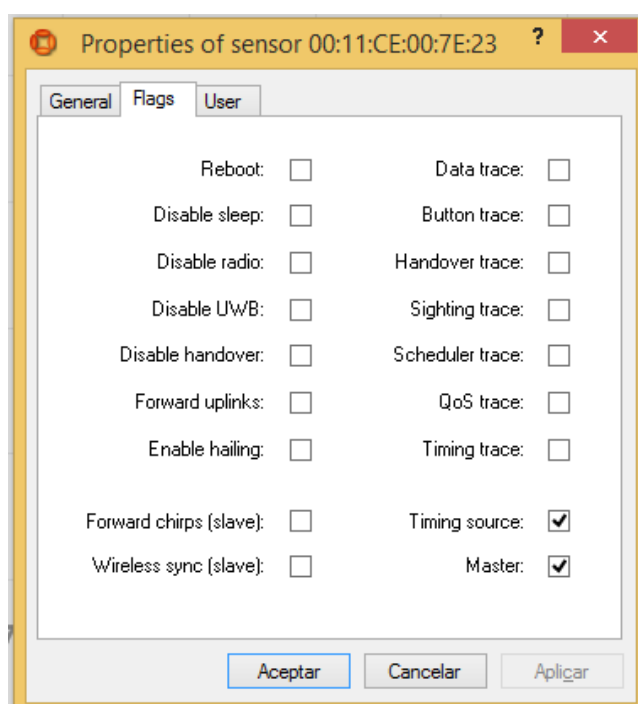 Properties of sensor 00:11:CE:00:7E:23 ? ×
General Flags User
Reboot: Data trace:
Disable sleep: Button trace:
Disable radio: Handover trace:
Disable UWB: Sighting trace:
Disable handover: Scheduler trace:
Forward uplinks: QoS trace:
Enable hailing: Timing trace:
Forward chirps (slave): Timing source:
Wireless sync (slave): Master:
Aceptar Cancelar Aplicar